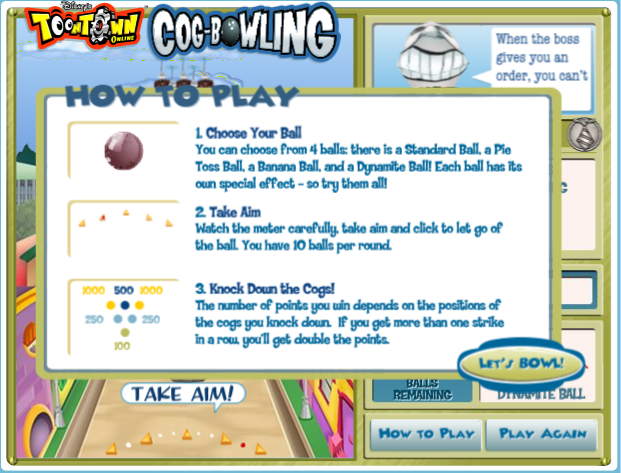 Disney's
TOONTOWN
ONLINE
COG-BOWLING
When the boss
gives you an
order, you can't
HOW TO PLAY
1. Choose Your Ball
You can choose from 4 balls: there is a Standard Ball, a Pie
Toss Ball, a Banana Ball, and a Dynamite Ball! Each ball has its
own special effect - so try them all!
2. Take Aim
Watch the meter carefully, take aim and click to let go of
the ball. You have 10 balls per round.
1000 500 1000
250 250
100
3. Knock Down the Cogs!
The number of points you win depends on the positions of
the cogs you knock down. If you get more than one strike
in a row, you'll get double the points.
LET'S BOWL!
TAKE AIM!
BALLS
REMAINING
DYNAMITE BALL
HOW TO PLAY
PLAY AGAIN